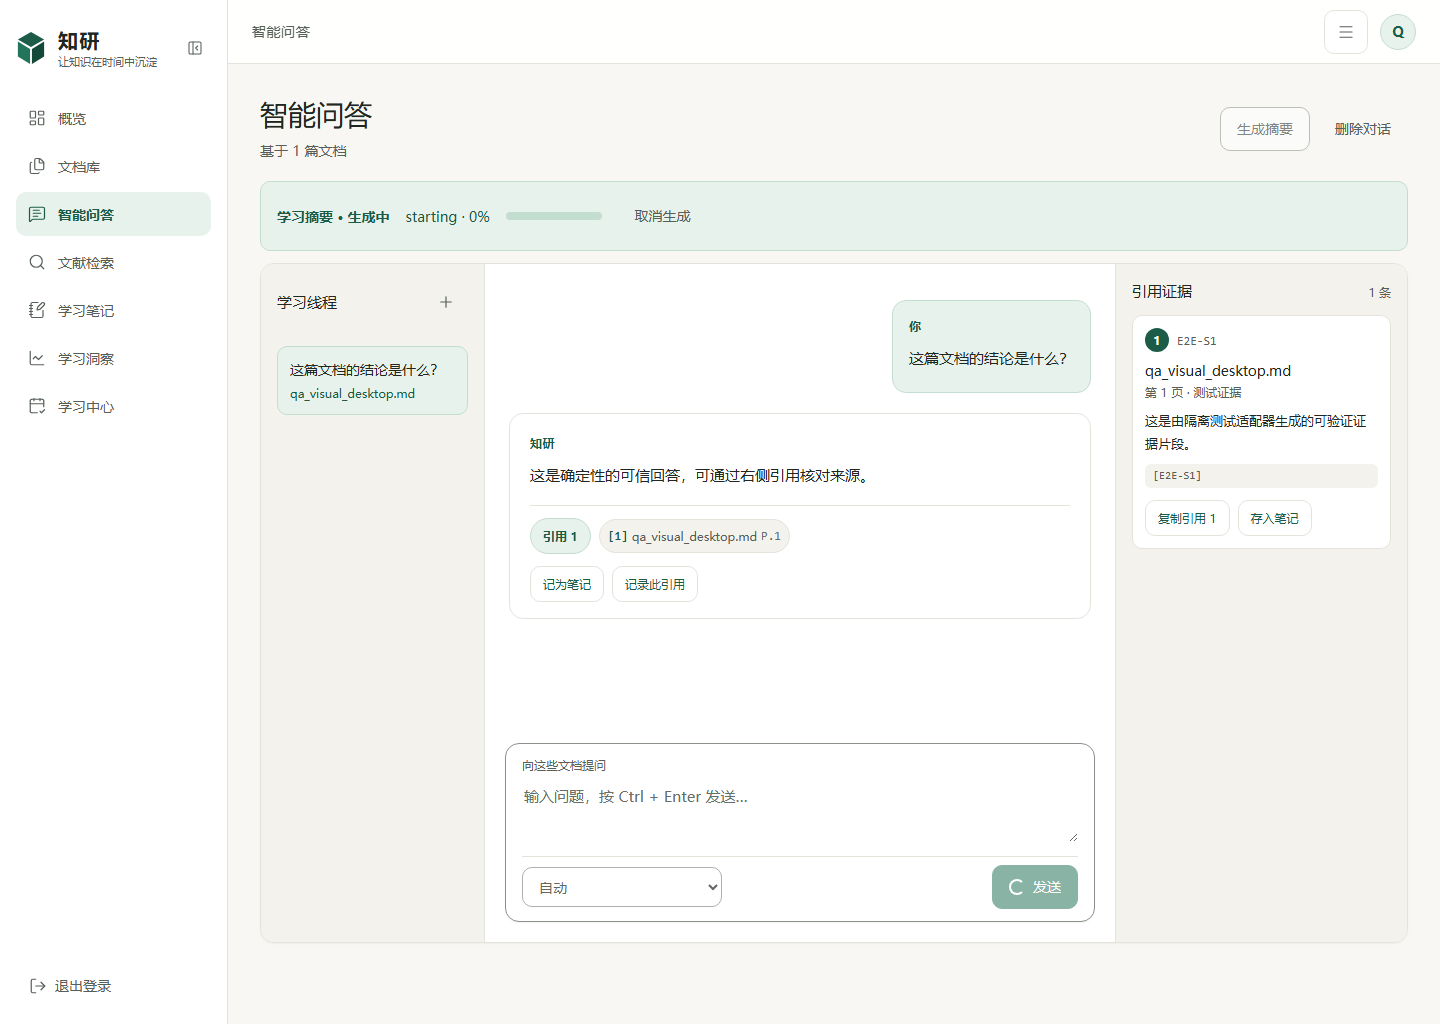 知研
让知识在时间中沉淀
概览
文档库
智能问答
文献检索
学习笔记
学习洞察
学习中心
退出登录
智能问答
Q
智能问答
基于 1 篇文档
生成摘要
删除对话
学习摘要 • 生成中
starting · 0%
取消生成
学习线程
这篇文档的结论是什么？
qa_visual_desktop.md
你
这篇文档的结论是什么？
知研
这是确定性的可信回答，可通过右侧引用核对来源。
引用 1
[1] qa_visual_desktop.md P.1
记为笔记
记录此引用
向这些文档提问
输入问题，按 Ctrl + Enter 发送...
自动
发送
引用证据
1 条
1
E2E-S1
qa_visual_desktop.md
第 1 页 · 测试证据
这是由隔离测试适配器生成的可验证证
据片段。
[E2E-S1]
复制引用 1
存入笔记